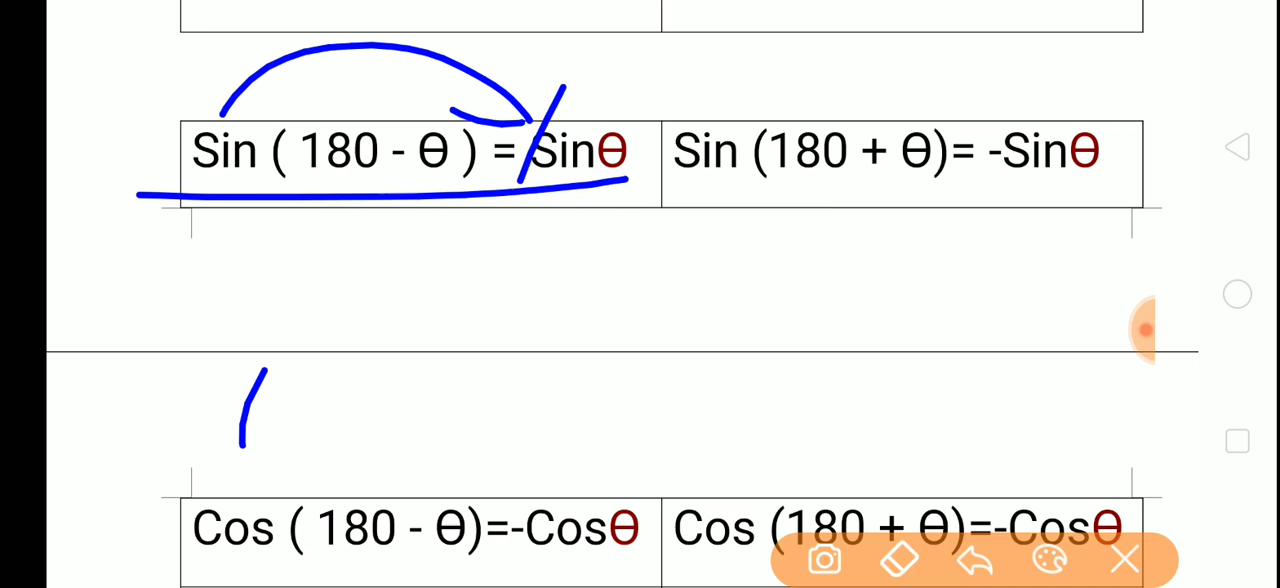 Sin ( 180 - Θ ) = SinΘ
Sin (180 + Θ)= -SinΘ
Cos ( 180 - Θ)=-CosΘ
Cos (180 + Θ)=-CosΘ